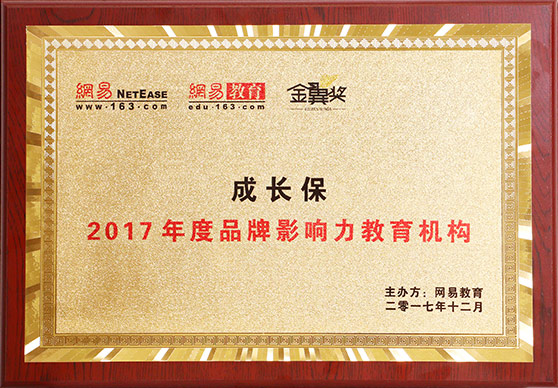 網易 NETEASE
www.163.com
網易 教育
edu.163.com
金翼奖
成长保
2017年度品牌影响力教育机构
主办方：网易教育
二零一七年十二月